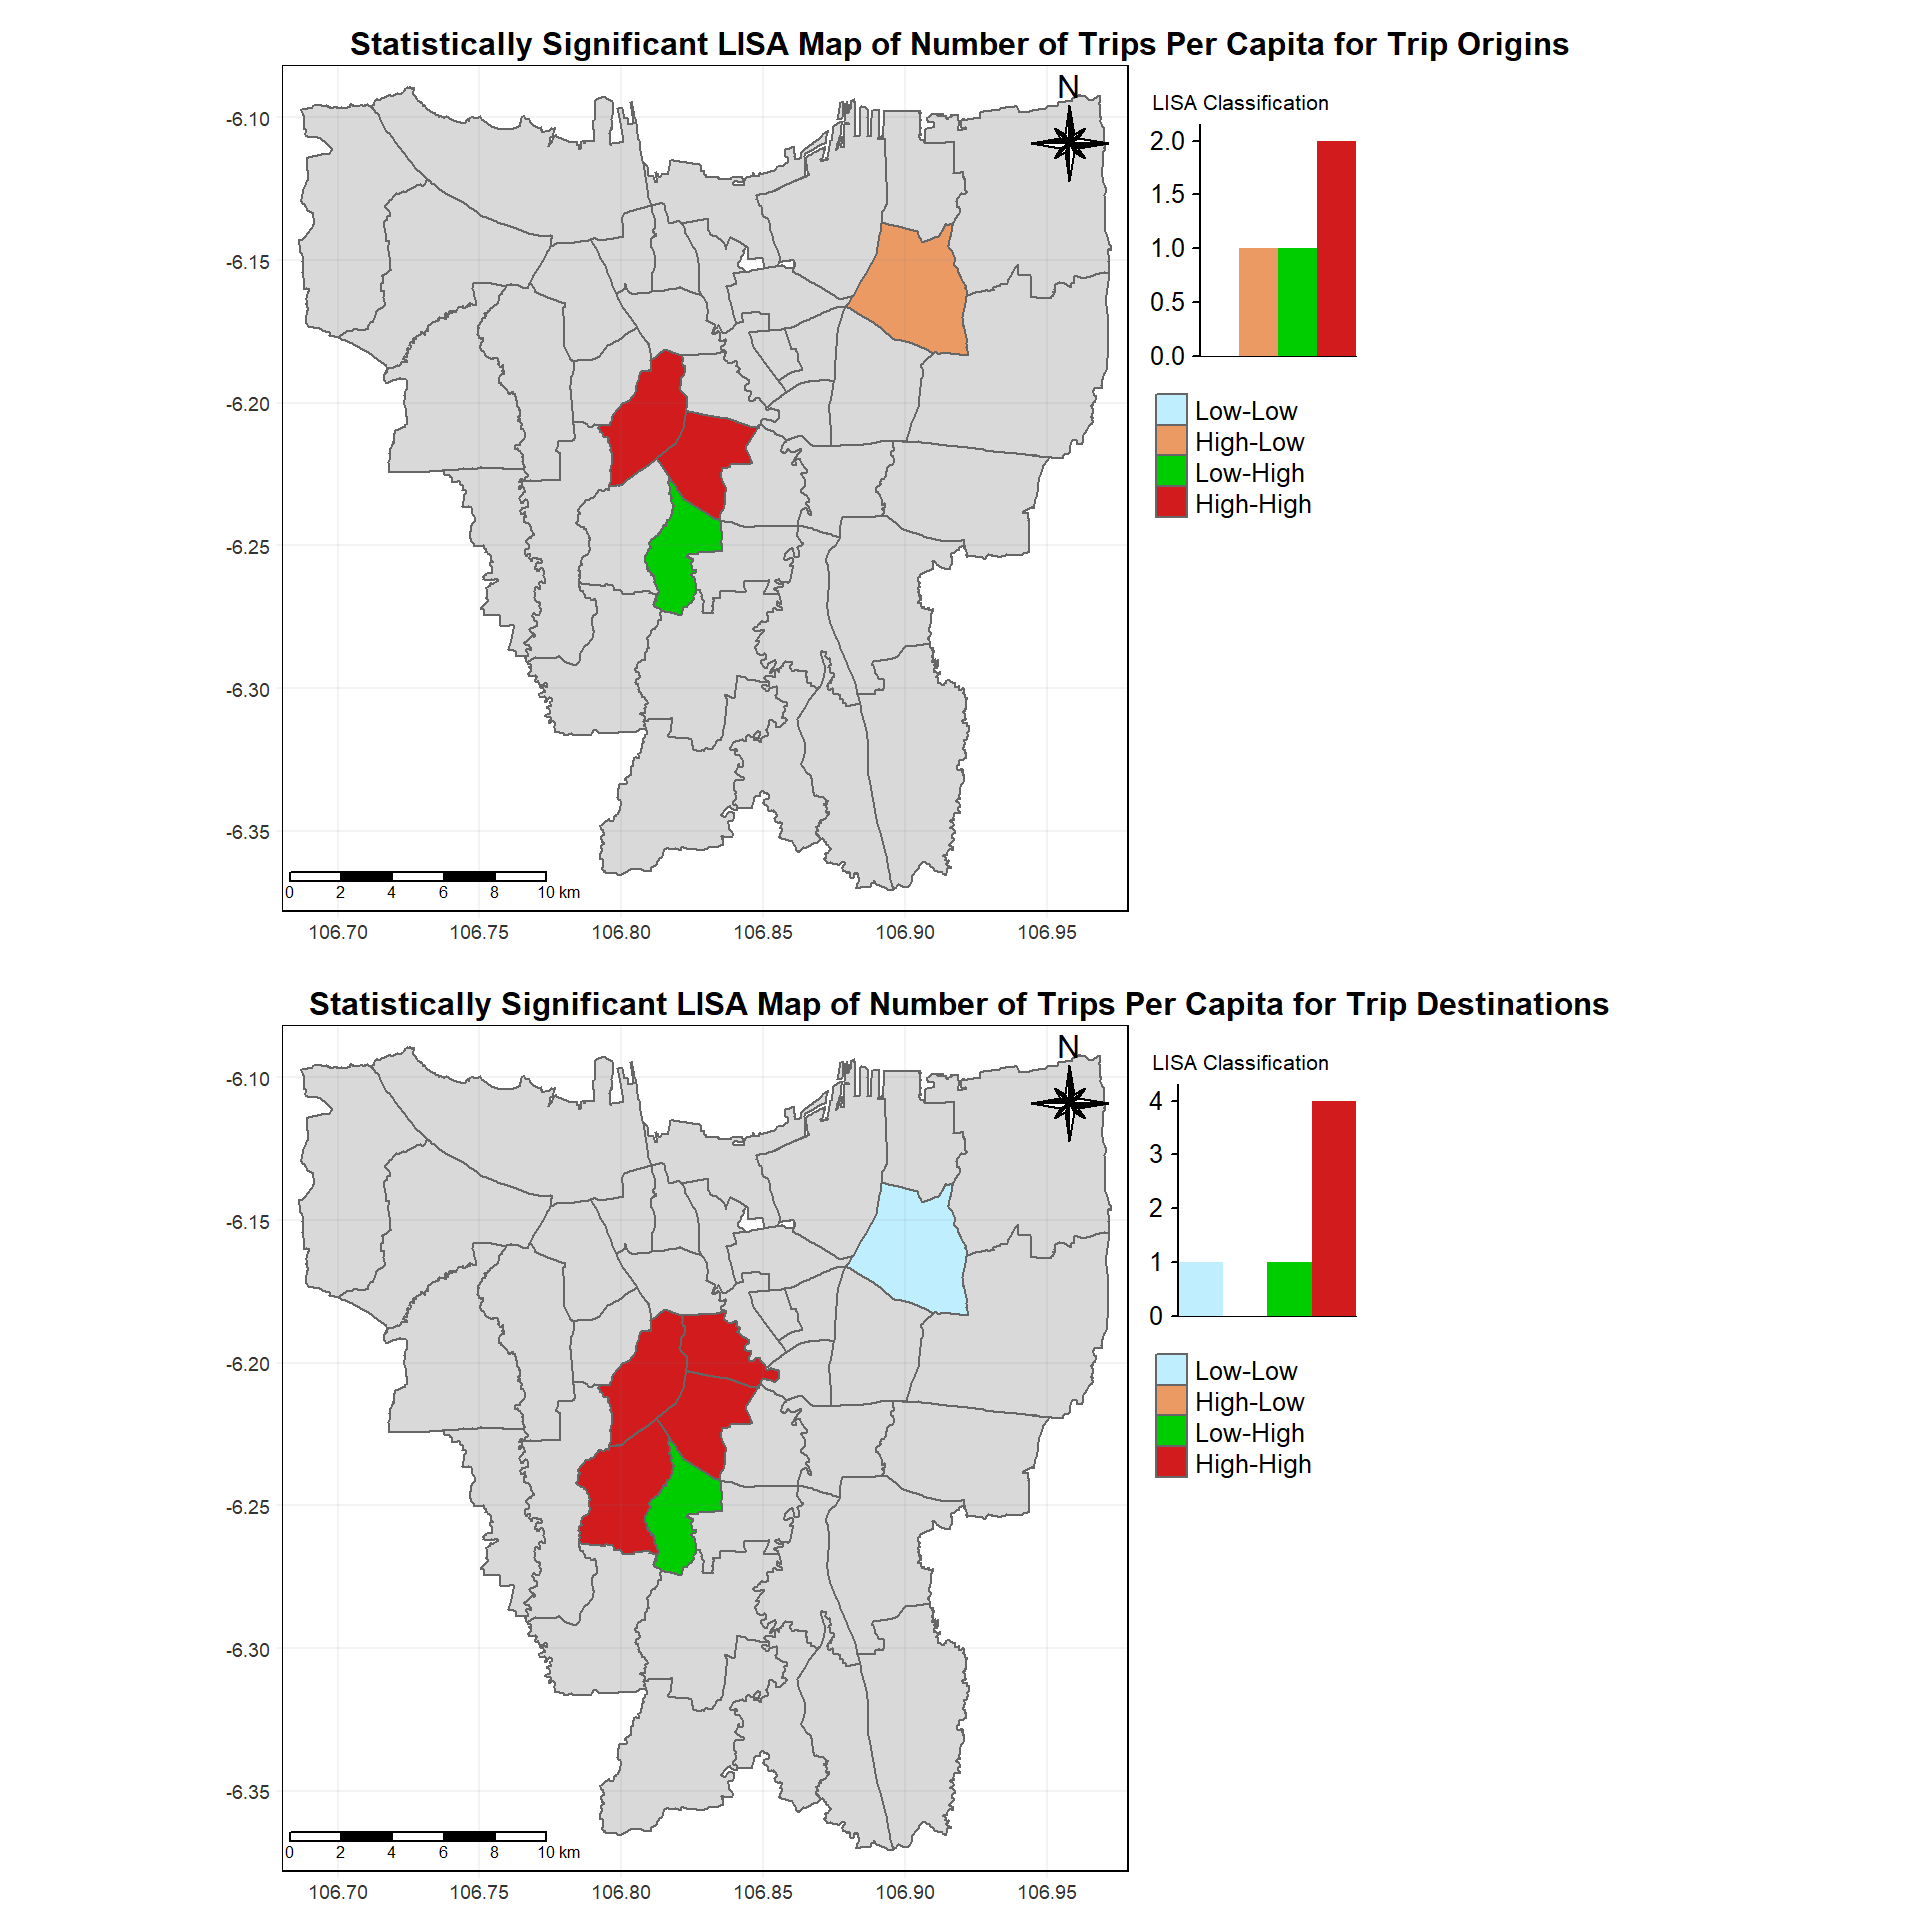 Statistically Significant LISA Map of Number of Trips Per Capita for Trip Origins
N
-6.10
-6.15
-6.20
-6.25
-6.30
-6.35
0 2 4 6 8 10 km
106.70 106.75 106.80 106.85 106.90 106.95
LISA Classification
2.0
1.5
1.0
0.5
0.0
Low-Low
High-Low
Low-High
High-High
Statistically Significant LISA Map of Number of Trips Per Capita for Trip Destinations
N
-6.10
-6.15
-6.20
-6.25
-6.30
-6.35
0 2 4 6 8 10 km
106.70 106.75 106.80 106.85 106.90 106.95
LISA Classification
4
3
2
1
0
Low-Low
High-Low
Low-High
High-High